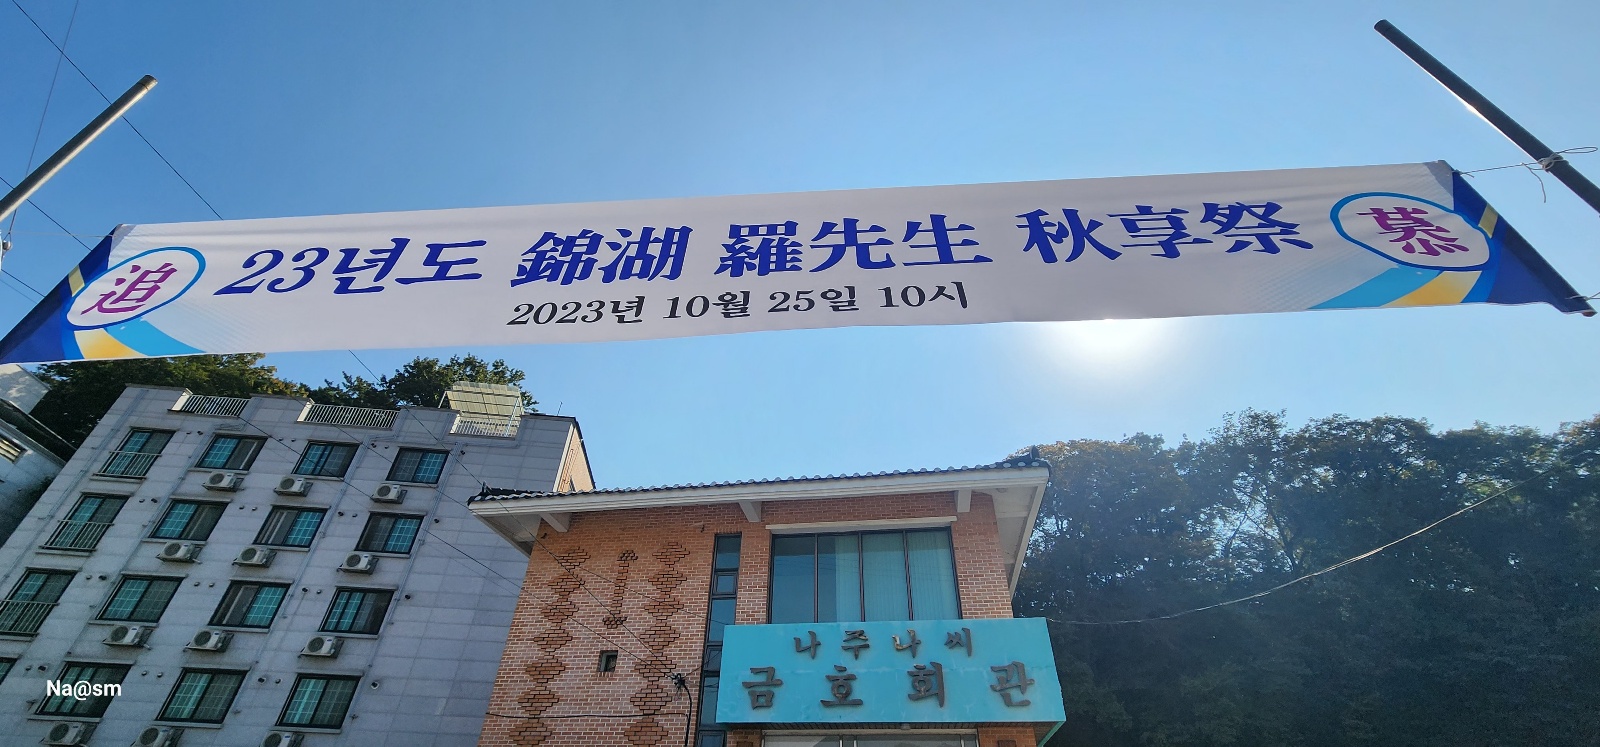 追 23년도 錦湖 羅先生 秋享祭 慕
2023년 10월 25일 10시
나주나씨
금호회관
Na@sm